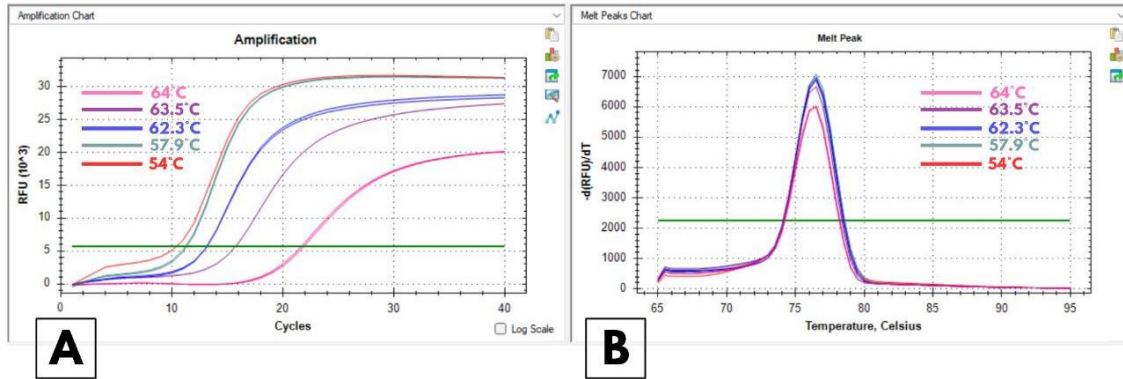 Amplification Chart
Amplification
RFU (10^3)
30
25
20
15
10
5
0
64°C
63.5°C
62.3°C
57.9°C
54°C
0
10
20
30
40
Cycles
Log Scale
A
Melt Peaks Chart
Melt Peak
-d(RFU)/dT
7000
6000
5000
4000
3000
2000
1000
0
64°C
63.5°C
62.3°C
57.9°C
54°C
65
70
75
80
85
90
95
Temperature, Celsius
B